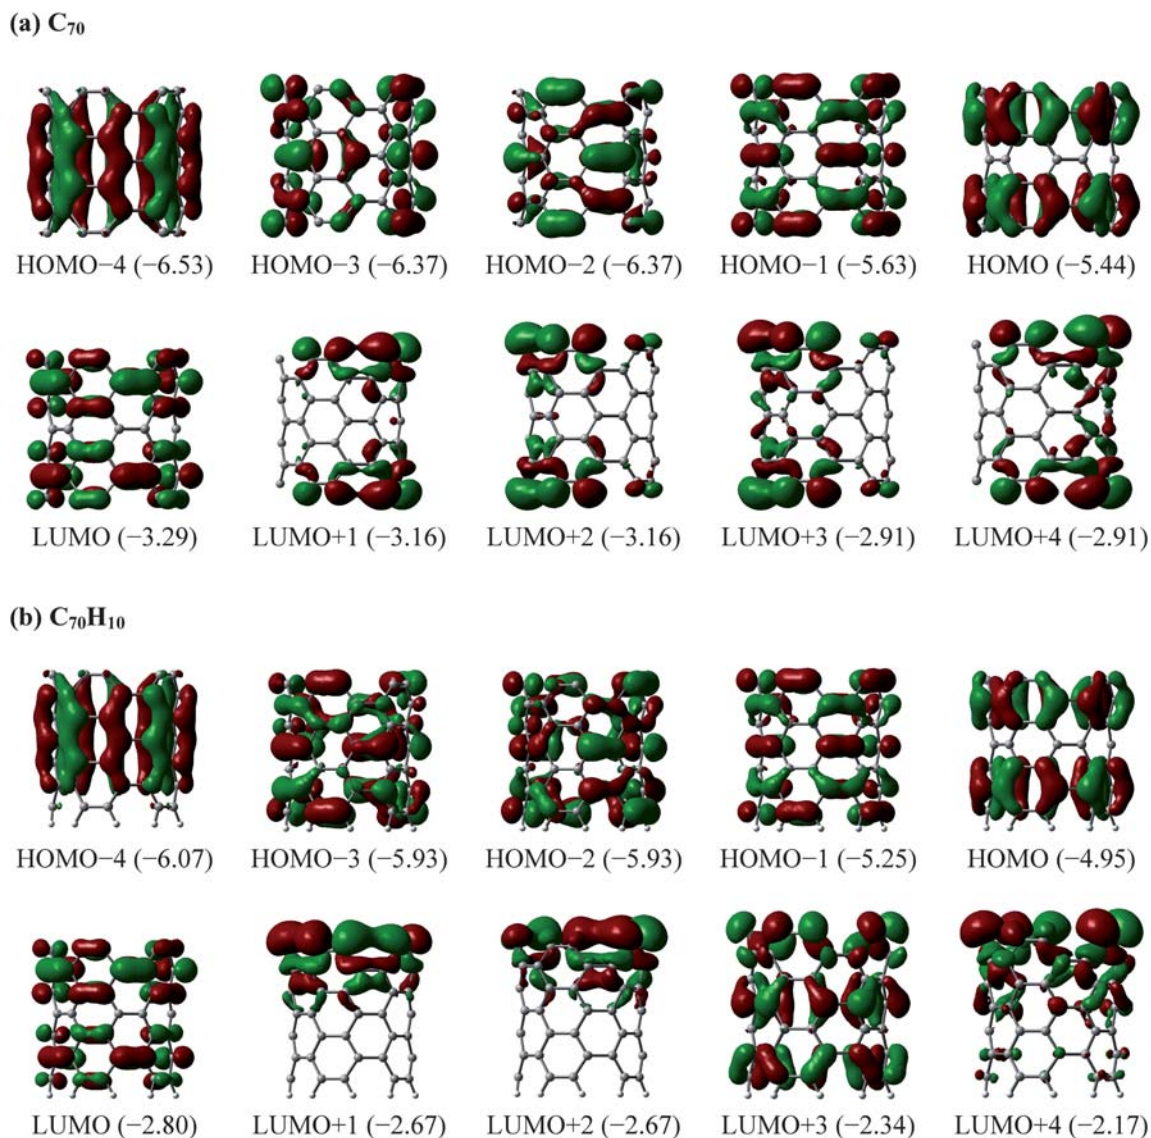 (a) C₇₀
HOMO−4 (−6.53) HOMO−3 (−6.37) HOMO−2 (−6.37) HOMO−1 (−5.63) HOMO (−5.44)
LUMO (−3.29) LUMO+1 (−3.16) LUMO+2 (−3.16) LUMO+3 (−2.91) LUMO+4 (−2.91)
(b) C₇₀H₁₀
HOMO−4 (−6.07) HOMO−3 (−5.93) HOMO−2 (−5.93) HOMO−1 (−5.25) HOMO (−4.95)
LUMO (−2.80) LUMO+1 (−2.67) LUMO+2 (−2.67) LUMO+3 (−2.34) LUMO+4 (−2.17)